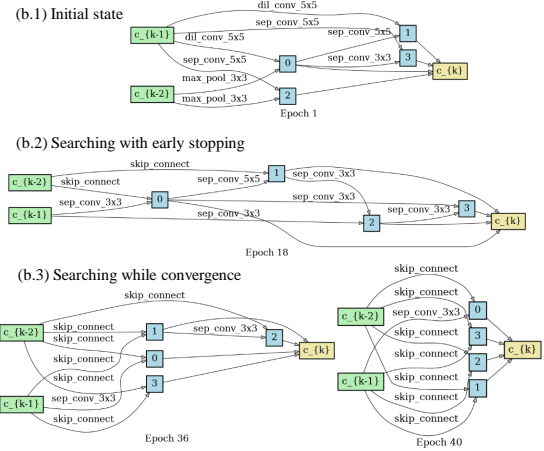 (b.1) Initial state
dil_conv_5x5
sep_conv_5x5
c_{k-1}
dil_conv_5x5
sep_conv_5x5
1
sep_conv_5x5
0
sep_conv_3x3
3
c_{k}
max_pool_3x3
c_{k-2}
max_pool_3x3
2
Epoch 1
(b.2) Searching with early stopping
skip_connect
1
sep_conv_3x3
c_{k-2}
skip_connect
sep_conv_5x5
0
sep_conv_3x3
c_{k-1}
sep_conv_3x3
sep_conv_3x3
sep_conv_3x3
3
2
c_{k}
Epoch 18
(b.3) Searching while convergence
skip_connect
c_{k-2}
skip_connect
1
sep_conv_3x3
2
skip_connect
c_{k}
skip_connect
0
skip_connect
3
c_{k-1}
sep_conv_3x3
skip_connect
Epoch 36
skip_connect
skip_connect
0
c_{k-2}
sep_conv_3x3
3
skip_connect
c_{k}
2
skip_connect
c_{k-1}
skip_connect
1
skip_connect
skip_connect
Epoch 40